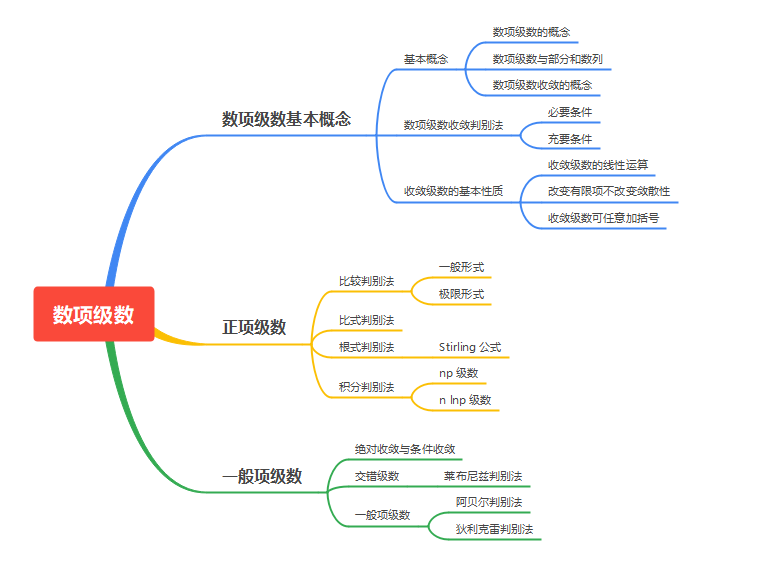 数项级数
数项级数基本概念
基本概念
数项级数的概念
数项级数与部分和数列
数项级数收敛的概念
数项级数收敛判别法
必要条件
充要条件
收敛级数的基本性质
收敛级数的线性运算
改变有限项不改变敛散性
收敛级数可任意加括号
正项级数
比较判别法
一般形式
极限形式
比式判别法
根式判别法
Stirling 公式
积分判别法
np 级数
n lnp 级数
一般项级数
绝对收敛与条件收敛
交错级数
莱布尼兹判别法
一般项级数
阿贝尔判别法
狄利克雷判别法